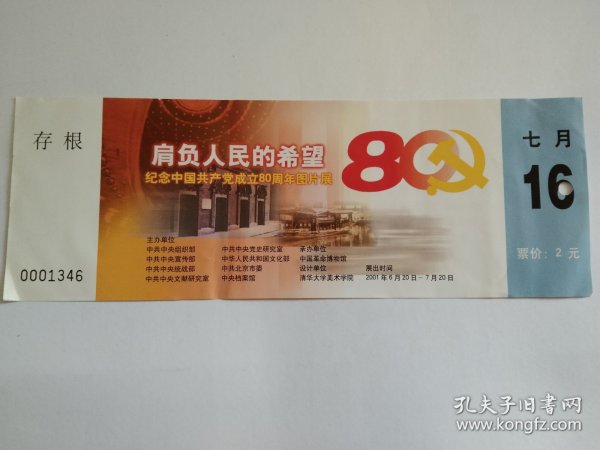 存根
0001346
肩负人民的希望
纪念中国共产党成立80周年图片展
80
主办单位
中共中央组织部 中共中央党史研究室
中共中央宣传部 中华人民共和国文化部
中共中央统战部 中共北京市委
中共中央文献研究室 中央档案馆
承办单位
中国革命博物馆
设计单位
清华大学美术学院
展出时间
2001年6月20日-7月20日
七月
16
票价:2元
孔夫子旧书网
www.kongfz.com